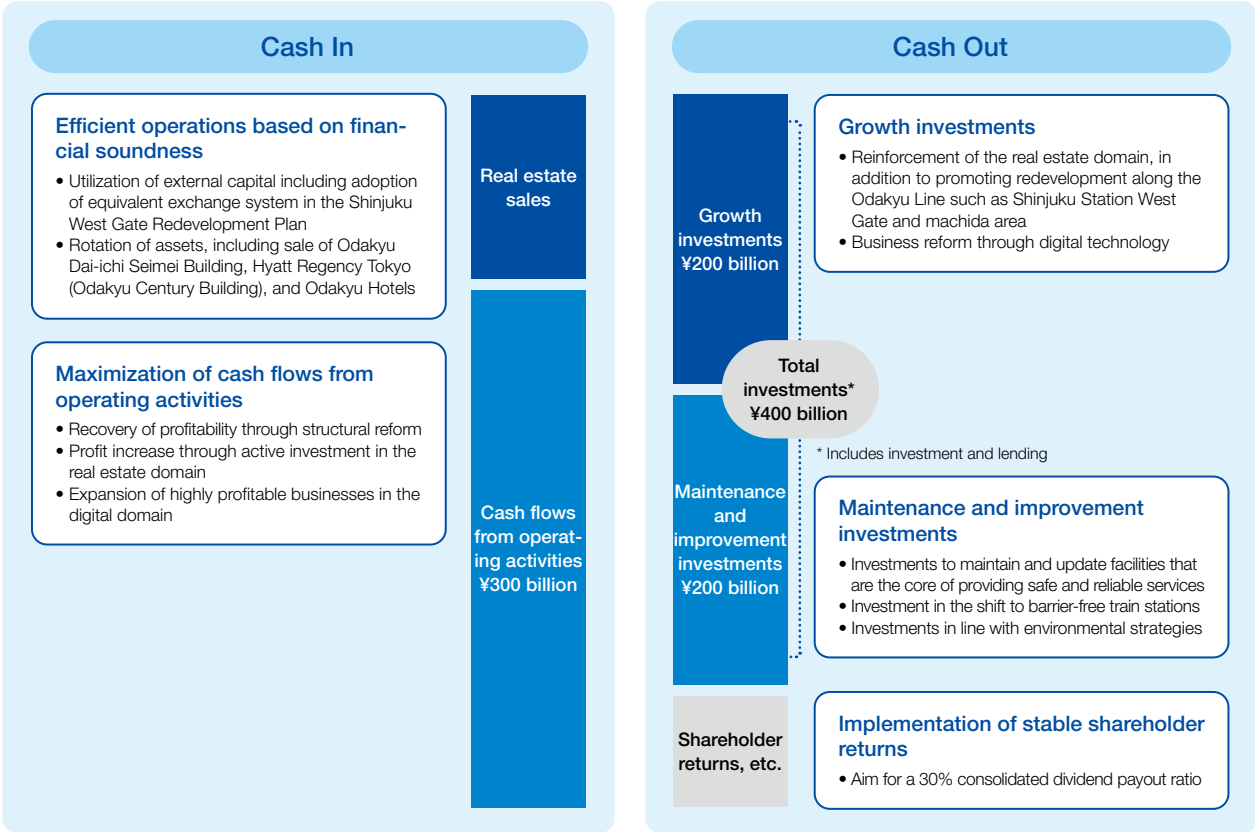 Cash In
Efficient operations based on finan-
cial soundness
• Utilization of external capital including adoption
of equivalent exchange system in the Shinjuku
West Gate Redevelopment Plan
• Rotation of assets, including sale of Odakyu
Dai-ichi Seimei Building, Hyatt Regency Tokyo
(Odakyu Century Building), and Odakyu Hotels
Maximization of cash flows from
operating activities
• Recovery of profitability through structural reform
• Profit increase through active investment in the
real estate domain
• Expansion of highly profitable businesses in the
digital domain
Real estate
sales
Cash flows
from operat-
ing activities
¥300 billion
Cash Out
Growth
investments
¥200 billion
Total
investments*
¥400 billion
Maintenance
and
improvement
investments
¥200 billion
Shareholder
returns, etc.
Growth investments
• Reinforcement of the real estate domain, in
addition to promoting redevelopment along the
Odakyu Line such as Shinjuku Station West
Gate and machida area
• Business reform through digital technology
* Includes investment and lending
Maintenance and improvement
investments
• Investments to maintain and update facilities that
are the core of providing safe and reliable services
• Investment in the shift to barrier-free train stations
• Investments in line with environmental strategies
Implementation of stable shareholder
returns
• Aim for a 30% consolidated dividend payout ratio